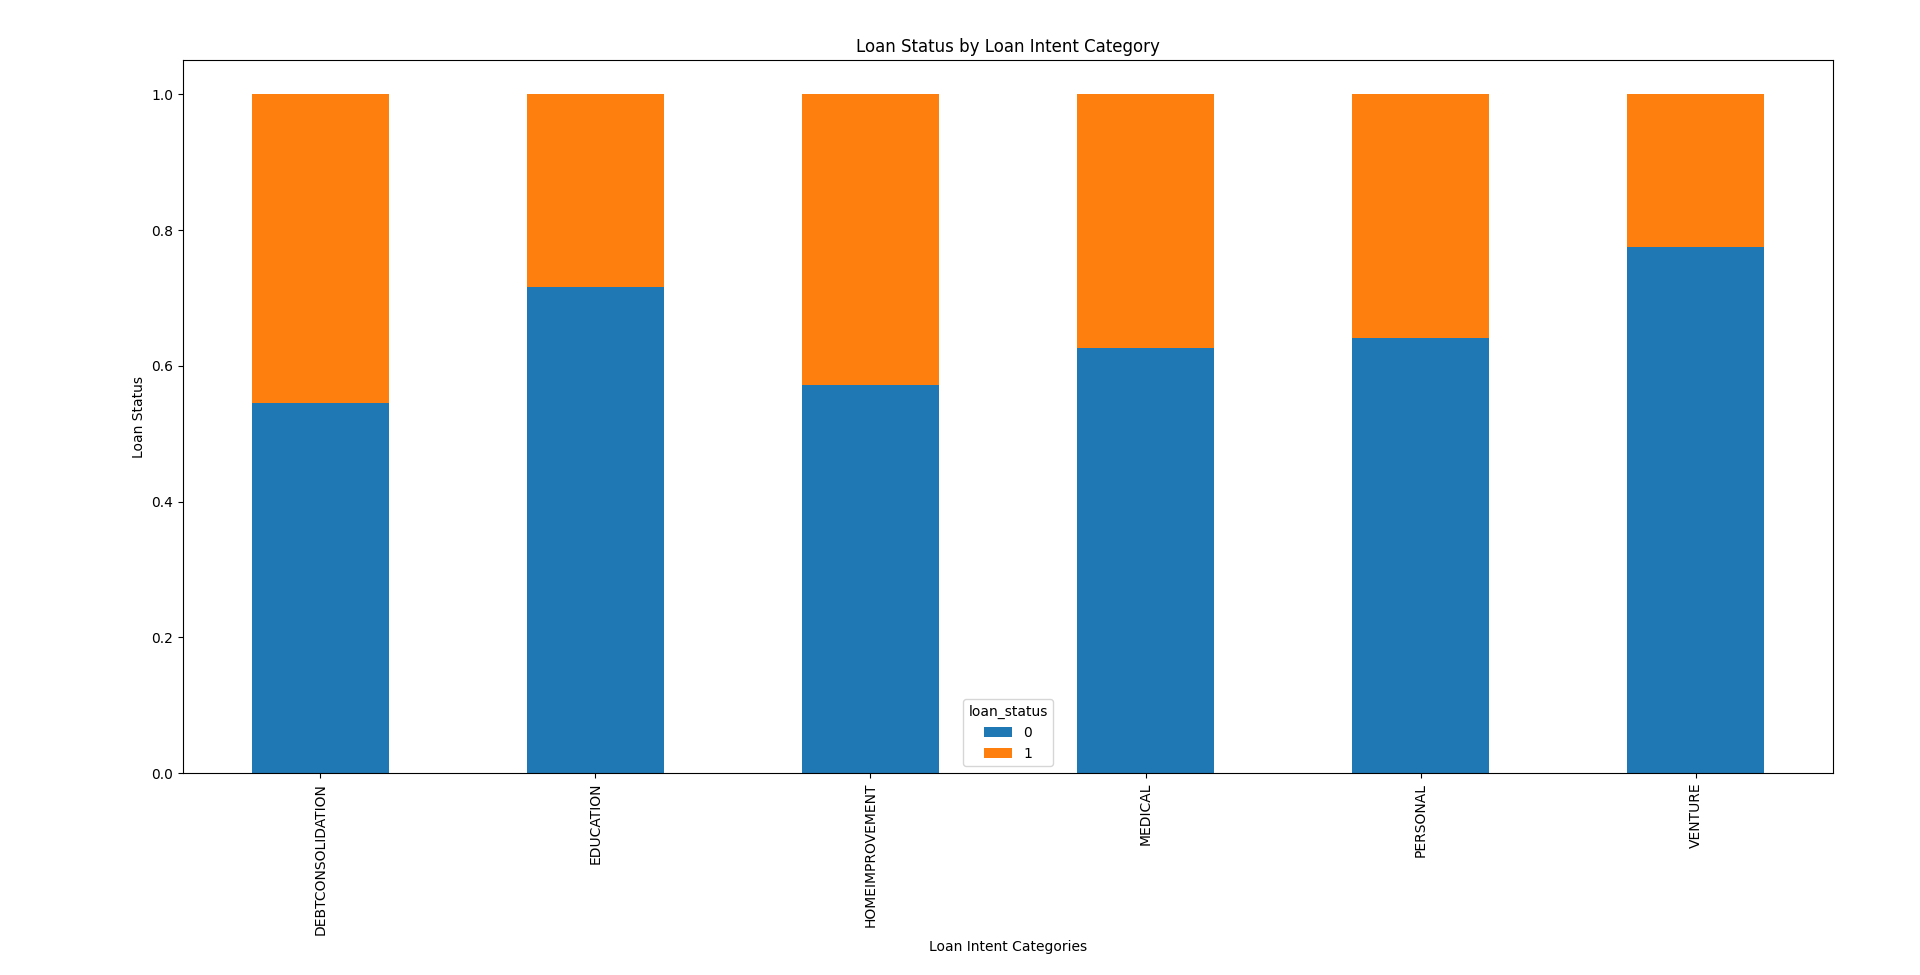 Loan Status by Loan Intent Category
1.0
0.8
0.6
0.4
0.2
0.0
Loan Status
loan_status
0
1
DEBTCONSOLIDATION
EDUCATION
HOMEIMPROVEMENT
MEDICAL
PERSONAL
VENTURE
Loan Intent Categories